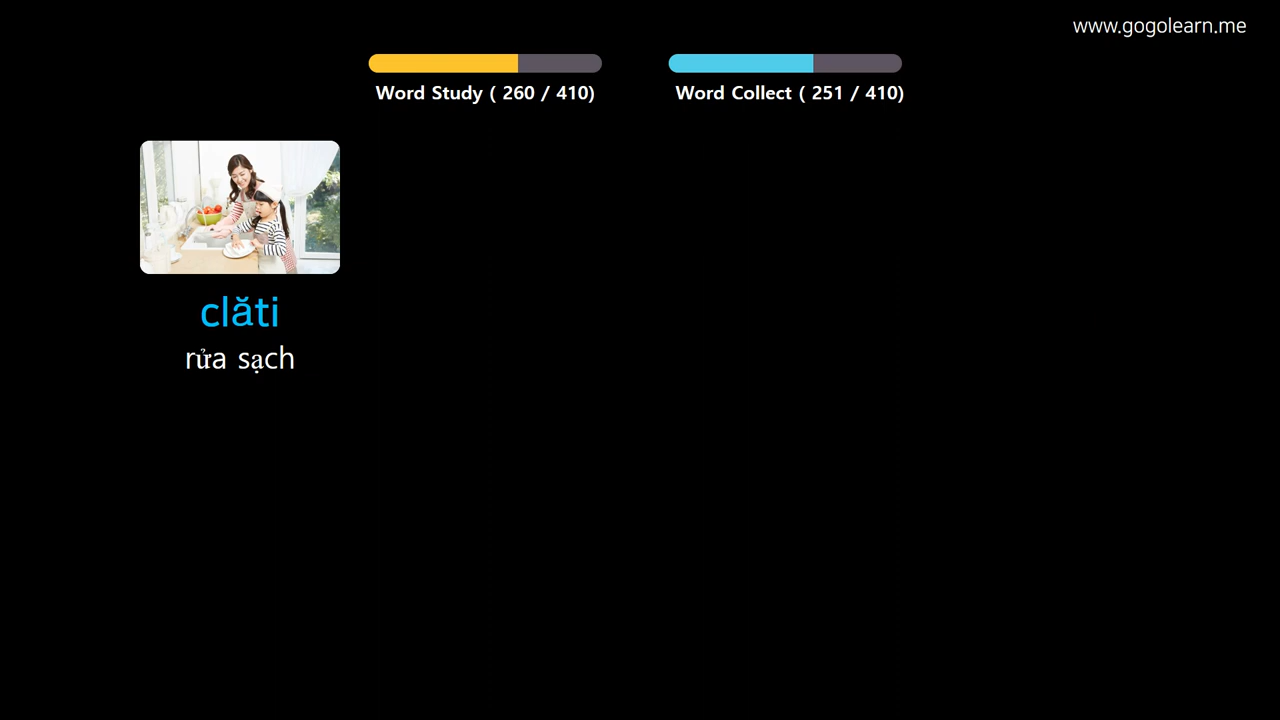 www.gogolearn.me
Word Study ( 260 / 410)
Word Collect ( 251 / 410)
clăti
rửa sạch